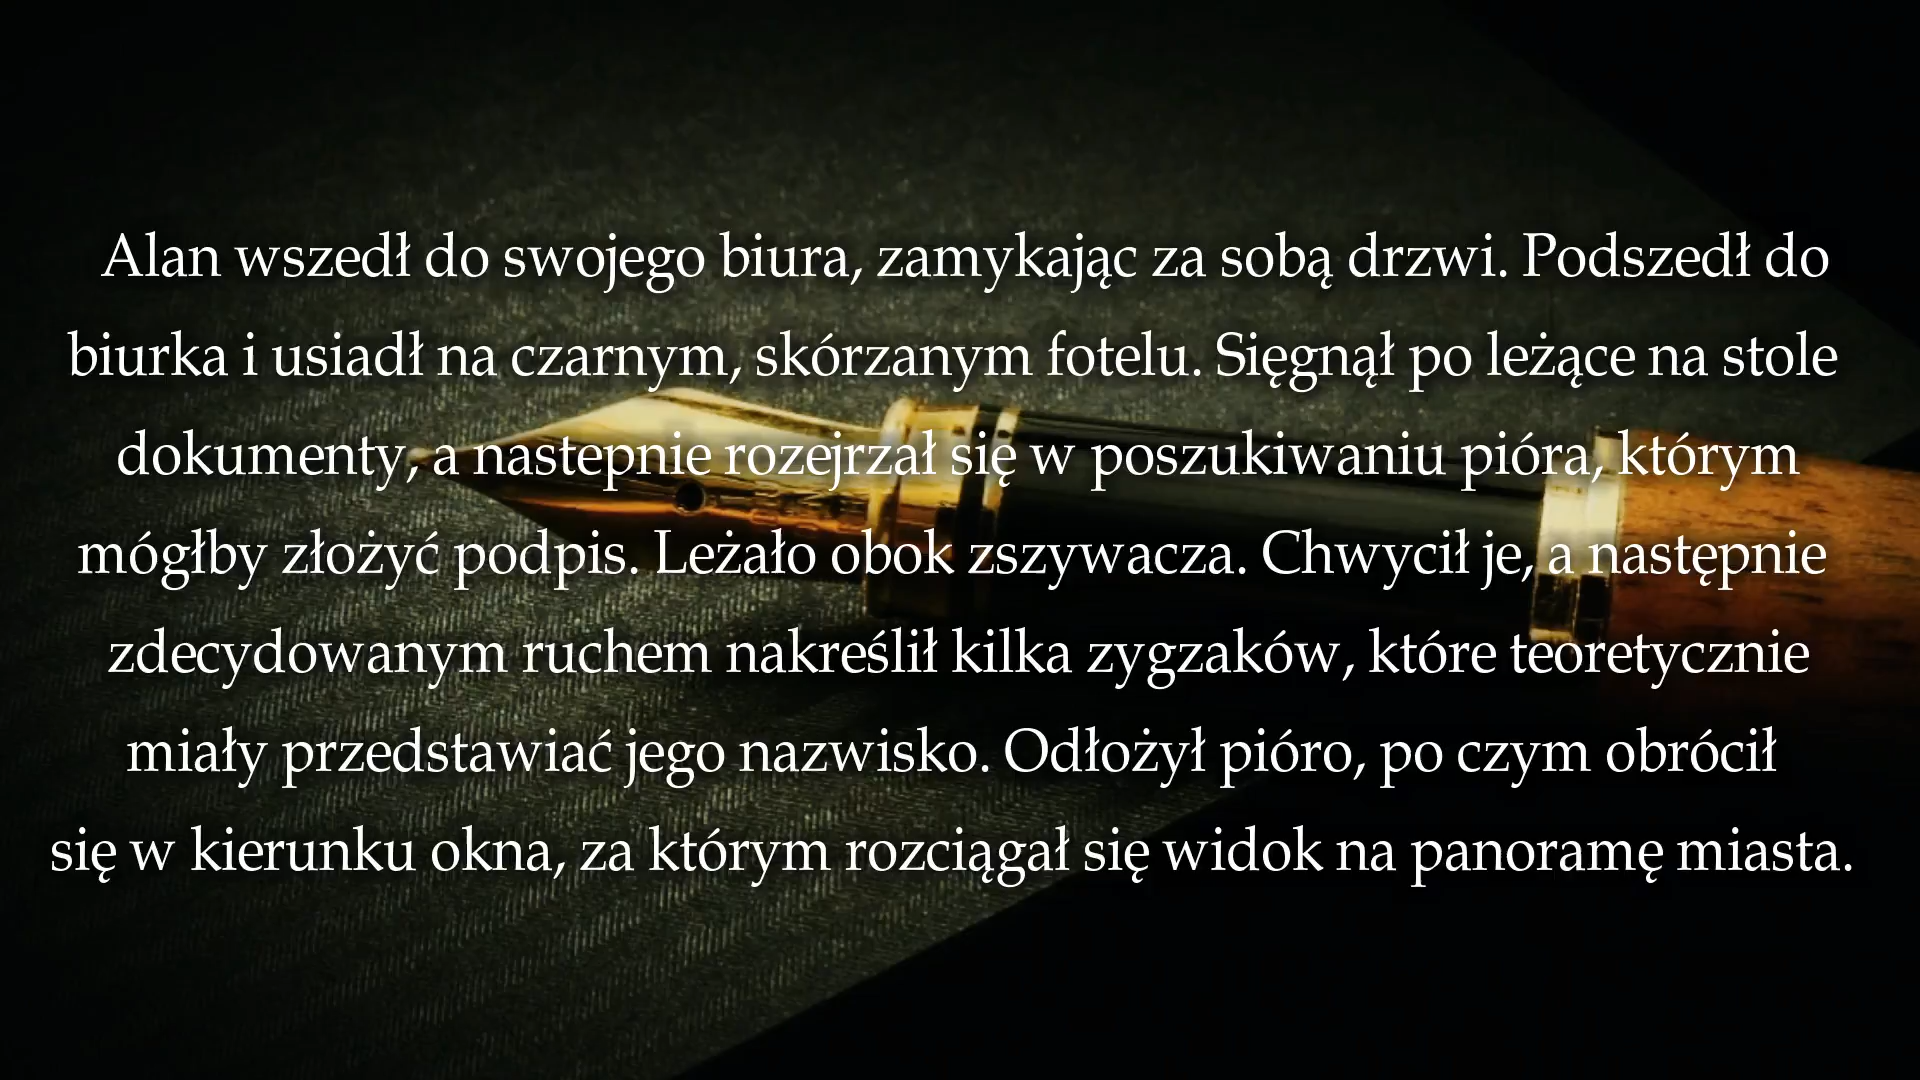 Alan wszedł do swojego biura, zamykając za sobą drzwi. Podszedł do
biurka i usiadł na czarnym, skórzanym fotelu. Sięgnął po leżące na stole
dokumenty, a nastepnie rozejrzał się w poszukiwaniu pióra, którym
mógłby złożyć podpis. Leżało obok zszywacza. Chwycił je, a następnie
zdecydowanym ruchem nakreślił kilka zygzaków, które teoretycznie
miały przedstawiać jego nazwisko. Odłożył pióro, po czym obrócił
się w kierunku okna, za którym rozciągał się widok na panoramę miasta.